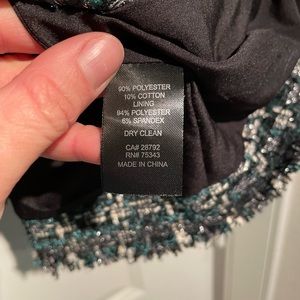 90% POLYESTER
10% COTTON
LINING
94% POLYESTER
6% SPANDEX
DRY CLEAN
CA# 28792
RN# 75343
MADE IN CHINA